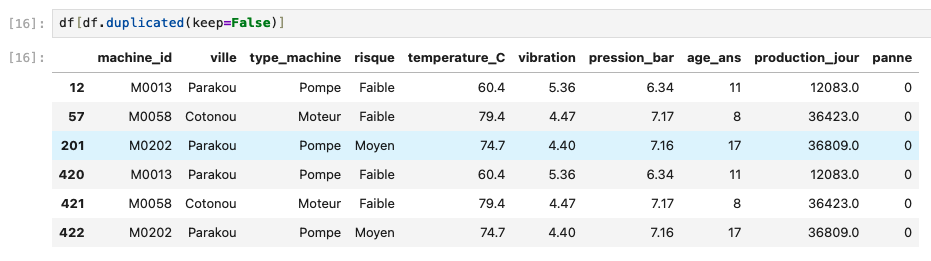 [16]: df[df.duplicated(keep=False)]
[16]: machine_id ville type_machine risque temperature_C vibration pression_bar age_ans production_jour panne
12 M0013 Parakou Pompe Faible 60.4 5.36 6.34 11 12083.0 0
57 M0058 Cotonou Moteur Faible 79.4 4.47 7.17 8 36423.0 0
201 M0202 Parakou Pompe Moyen 74.7 4.40 7.16 17 36809.0 0
420 M0013 Parakou Pompe Faible 60.4 5.36 6.34 11 12083.0 0
421 M0058 Cotonou Moteur Faible 79.4 4.47 7.17 8 36423.0 0
422 M0202 Parakou Pompe Moyen 74.7 4.40 7.16 17 36809.0 0